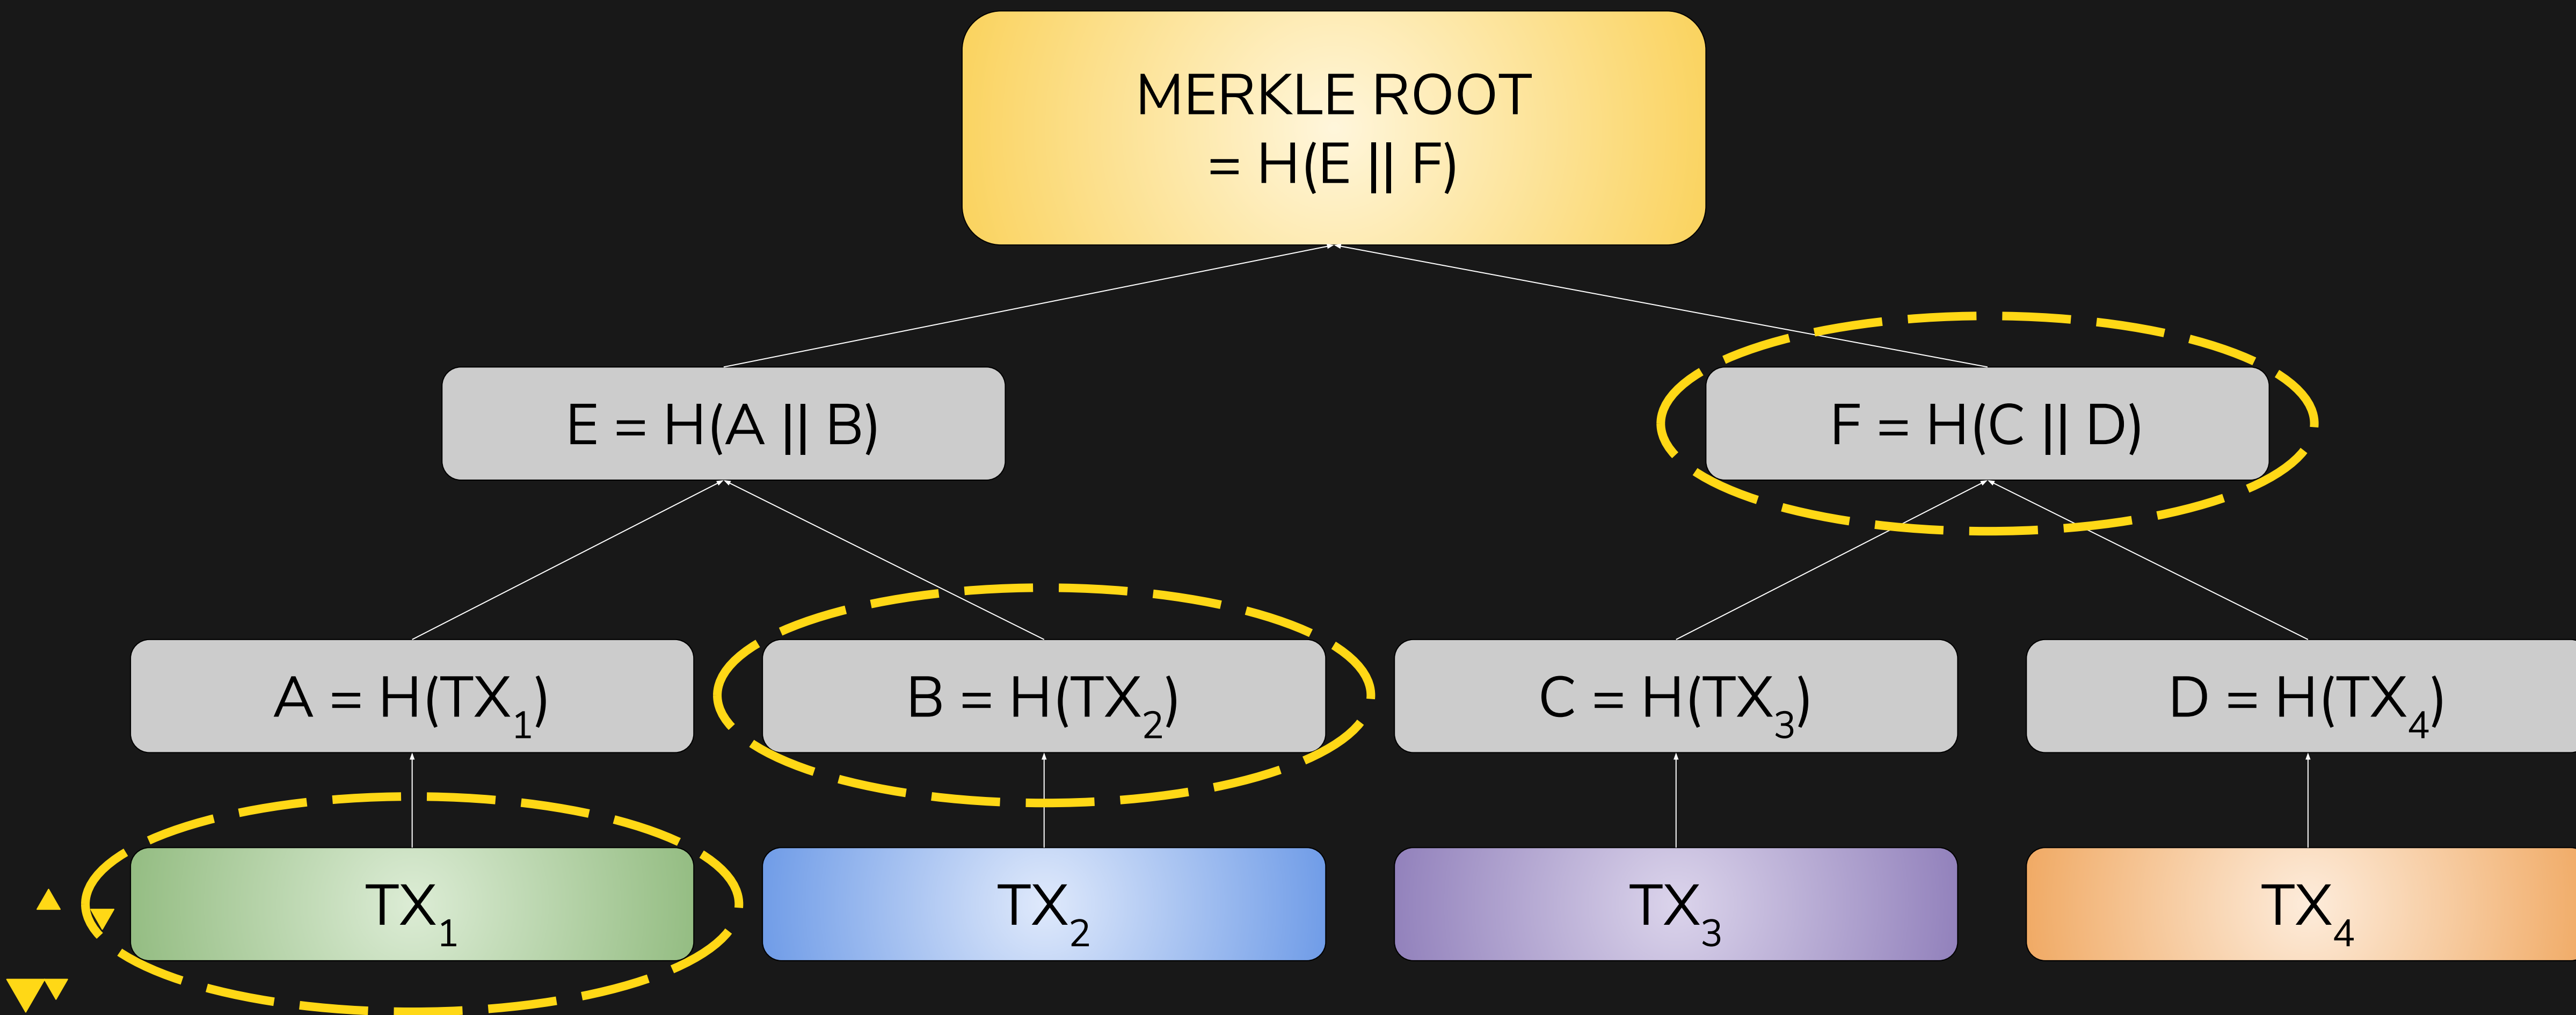 MERKLE ROOT
= H(E || F)
E = H(A || B)
F = H(C || D)
A = H(TX₁)
B = H(TX₂)
C = H(TX₃)
D = H(TX₄)
TX₁
TX₂
TX₃
TX₄